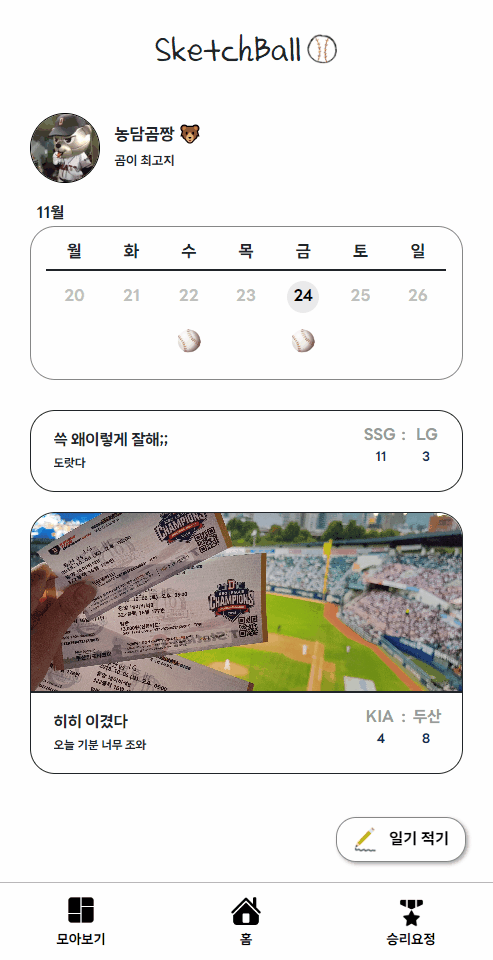 SketchBall
농담곰짱 🐻
곰이 최고지
11월
월 화 수 목 금 토 일
20 21 22 23 24 25 26
쓱 왜이렇게 잘해;;
도랏다
SSG : LG
11 3
CHAMPIONS
CHAMPIONS
히히 이겼다
오늘 기분 너무 조와
KIA : 두산
4 8
일기 적기
모아보기 홈 승리요정